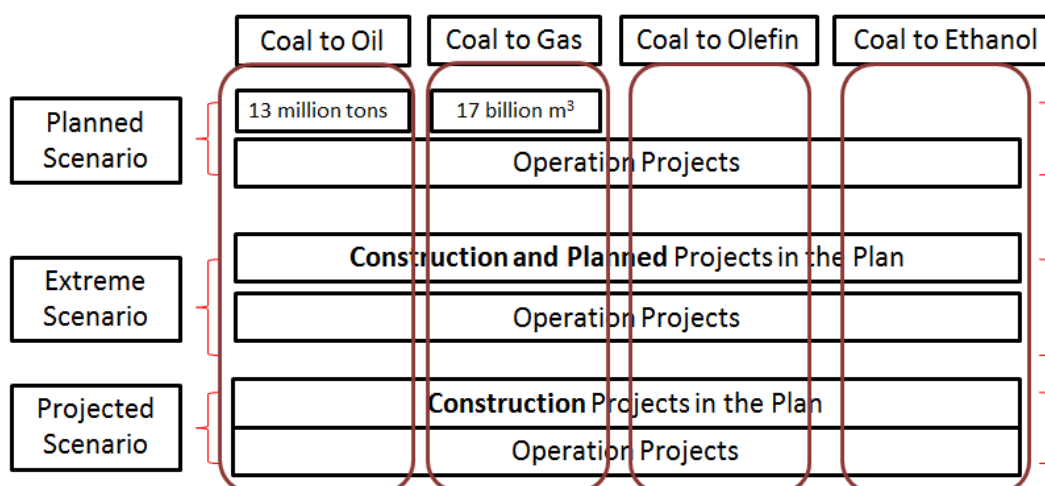 Coal to Oil
Coal to Gas
Coal to Olefin
Coal to Ethanol
Planned
Scenario
13 million tons
17 billion m³
Operation Projects
Extreme
Scenario
Construction and Planned Projects in the Plan
Operation Projects
Projected
Scenario
Construction Projects in the Plan
Operation Projects